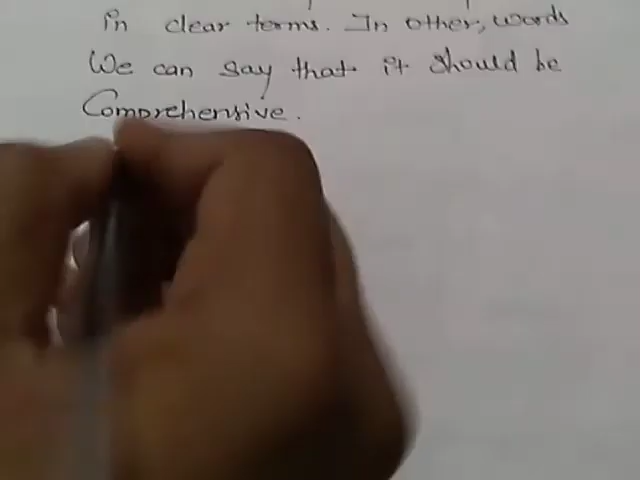 in clear terms. In other, words
We can say that it should be
Comprehensive.